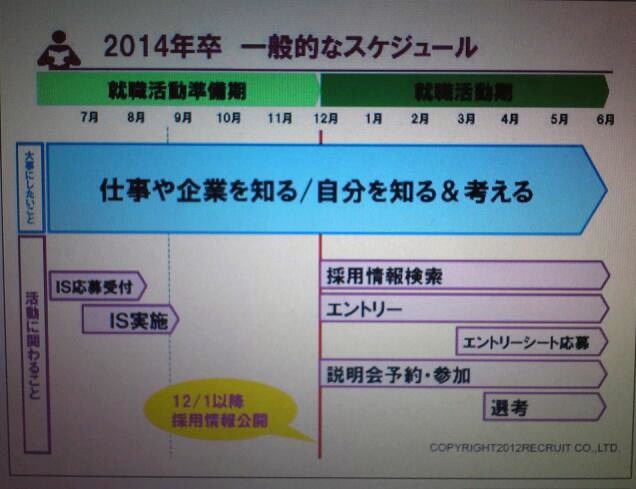 2014年卒 一般的なスケジュール
就職活動準備期 就職活動期
7月 8月 9月 10月 11月 12月 1月 2月 3月 4月 5月 6月
大事にしたいこと
仕事や企業を知る/自分を知る＆考える
活動に関わること
IS応募受付
IS実施
採用情報検索
エントリー
エントリーシート応募
説明会予約・参加
選考
12/1以降
採用情報公開
COPYRIGHT2012RECRUIT CO.,LTD.